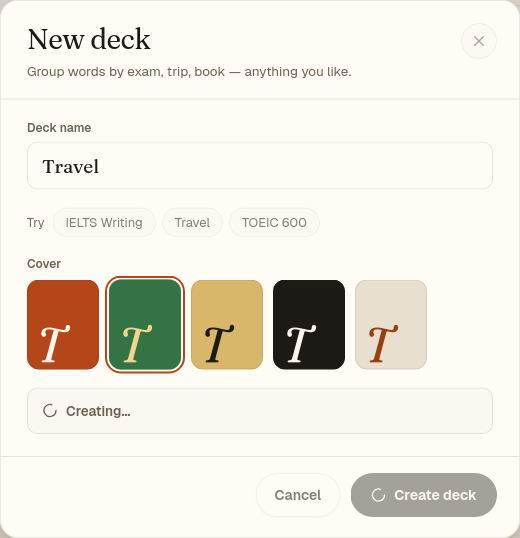 New deck
Group words by exam, trip, book — anything you like.
Deck name
Travel
Try IELTS Writing Travel TOEIC 600
Cover
T T T T T
Creating...
Cancel Create deck